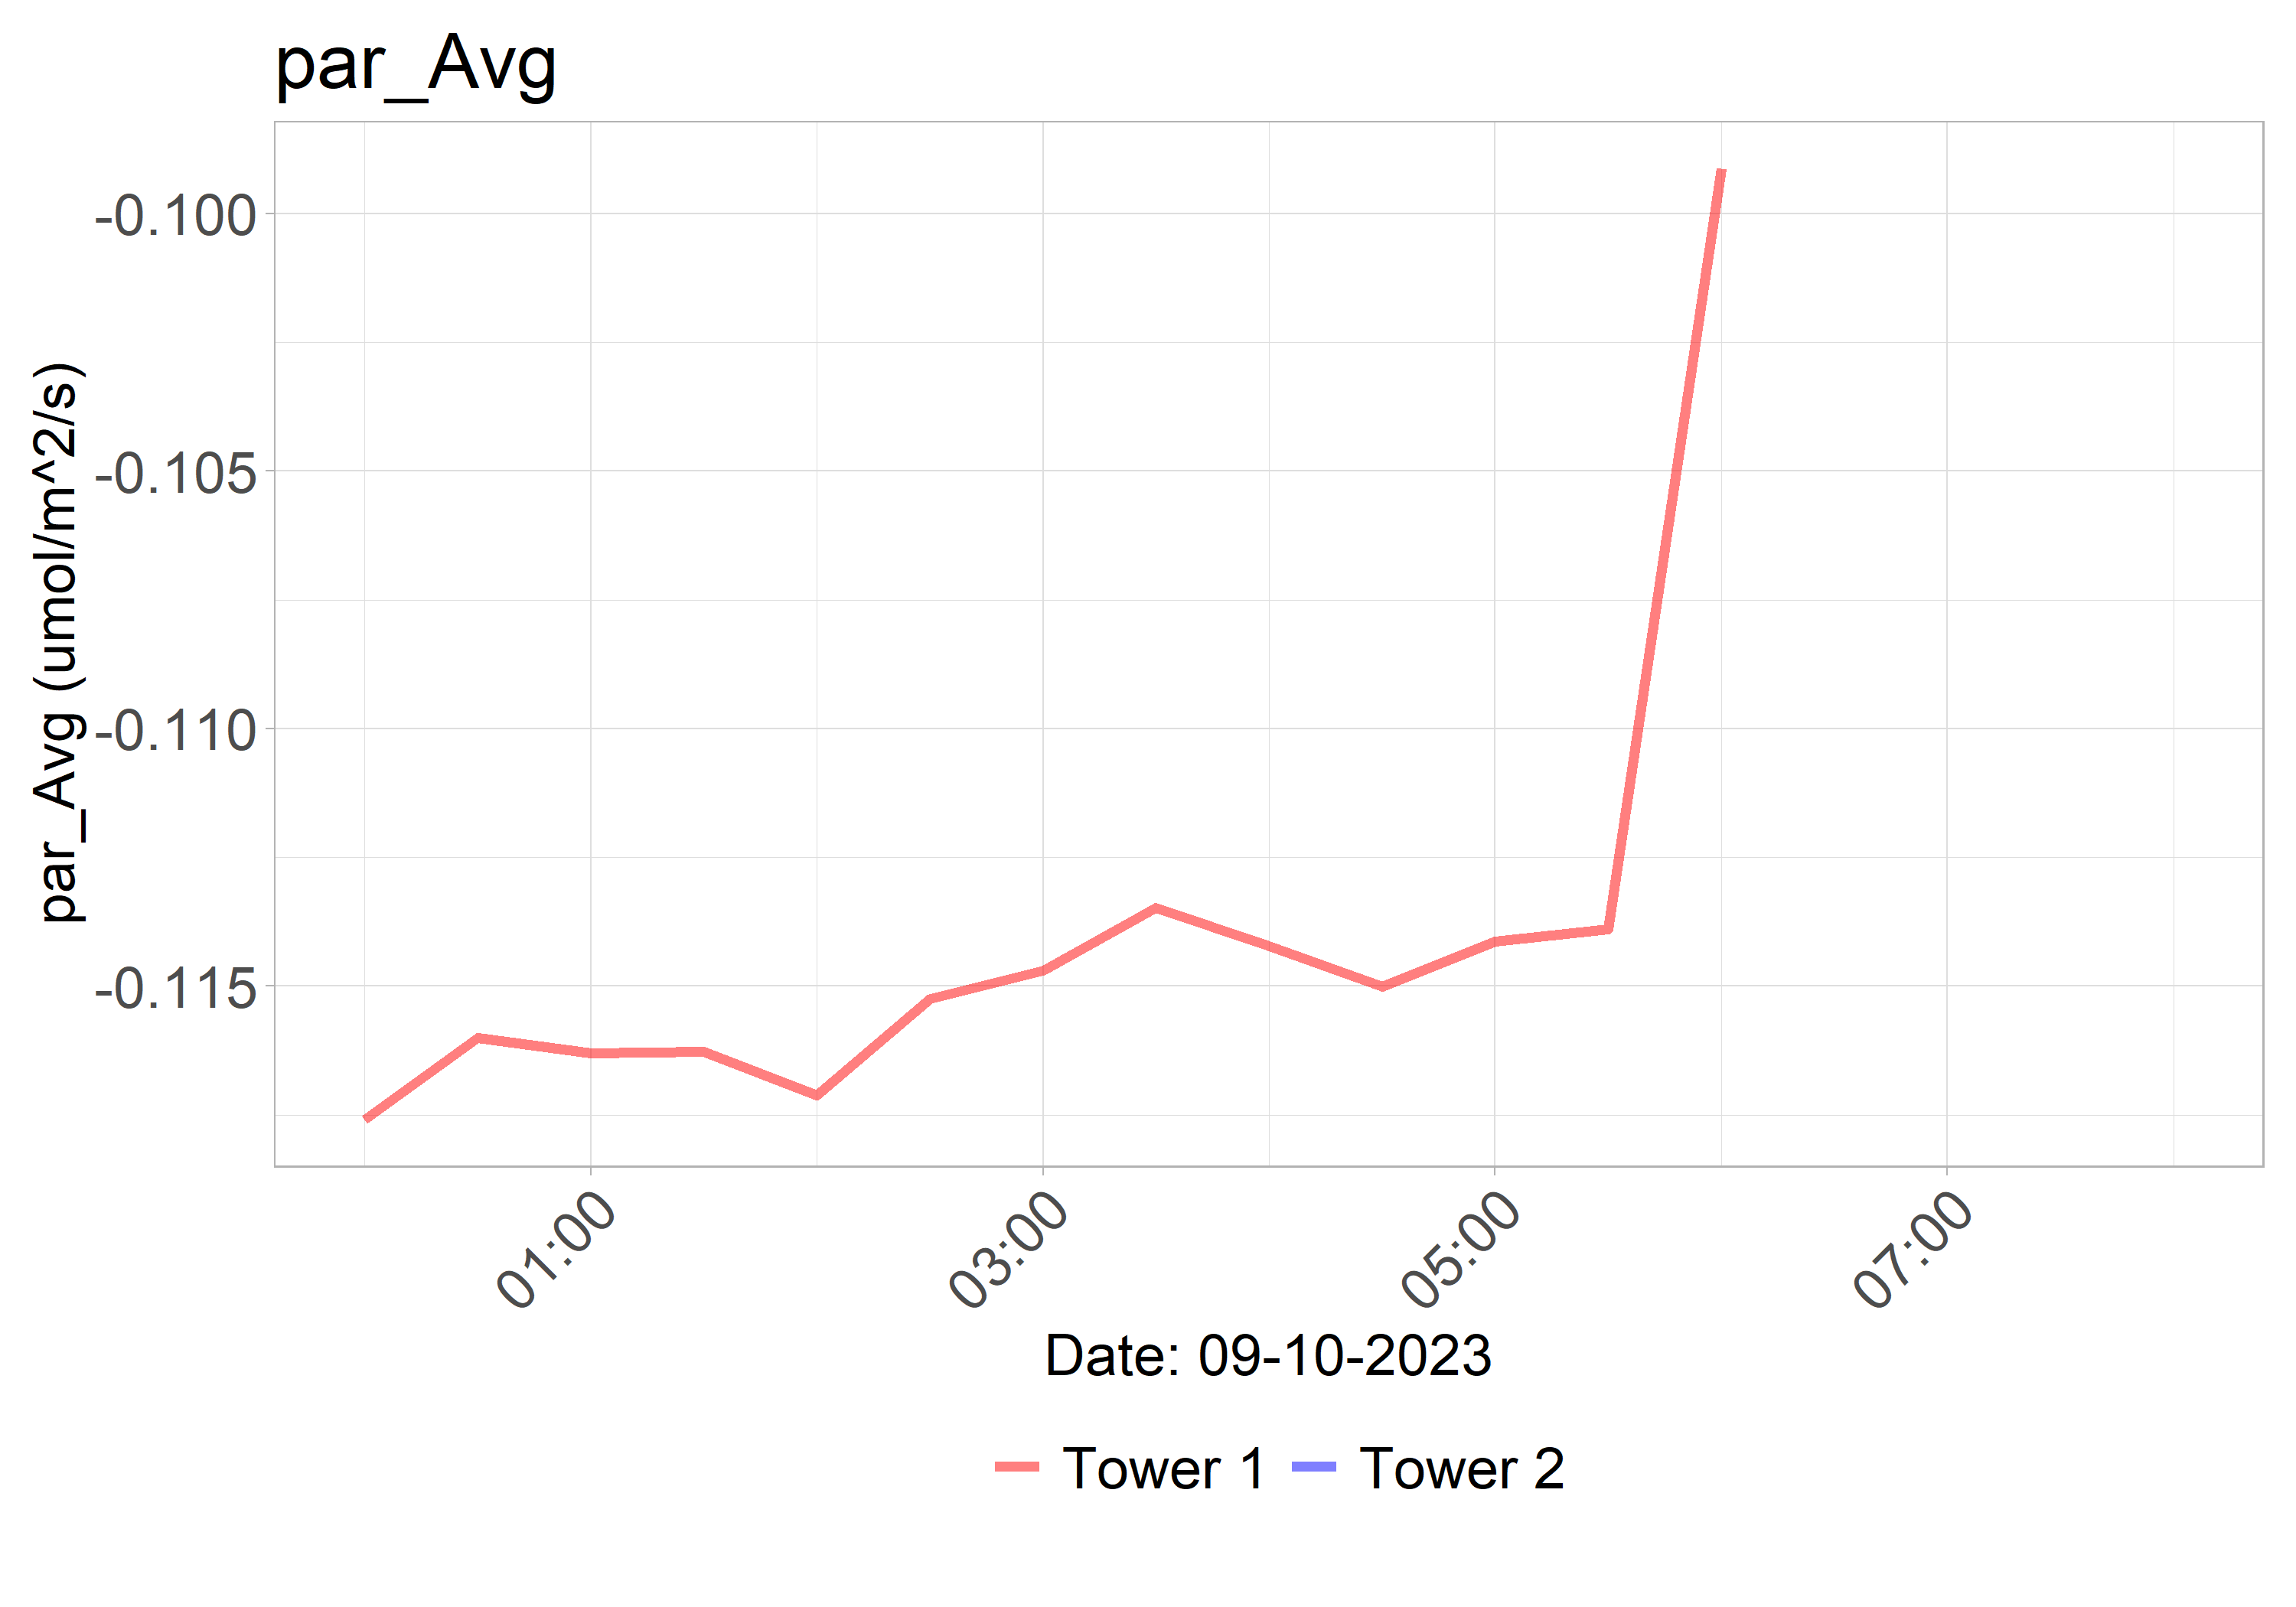 par_Avg
par_Avg (umol/m^2/s)
-0.100
-0.105
-0.110
-0.115
01:00
03:00
05:00
07:00
Date: 09-10-2023
Tower 1
Tower 2